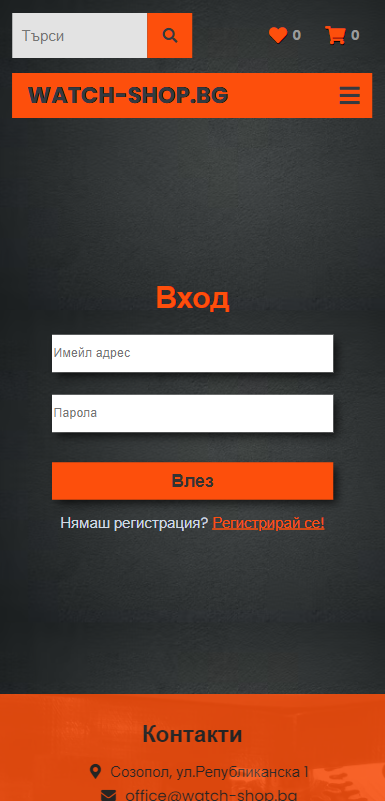 Търси
0
0
WATCH-SHOP.BG
Вход
Имейл адрес
Парола
Влез
Нямаш регистрация? Регистрирай се!
Контакти
Созопол, ул.Републиканска 1
office@watch-shop.bg